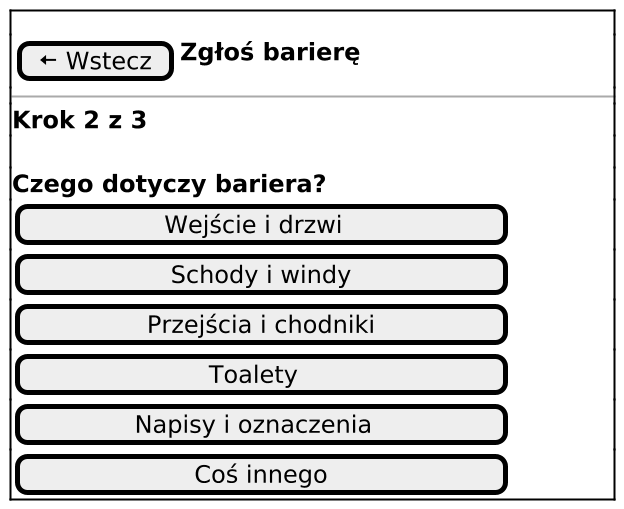 ← Wstecz Zgłoś barierę
Krok 2 z 3
Czego dotyczy bariera?
Wejście i drzwi
Schody i windy
Przejścia i chodniki
Toalety
Napisy i oznaczenia
Coś innego